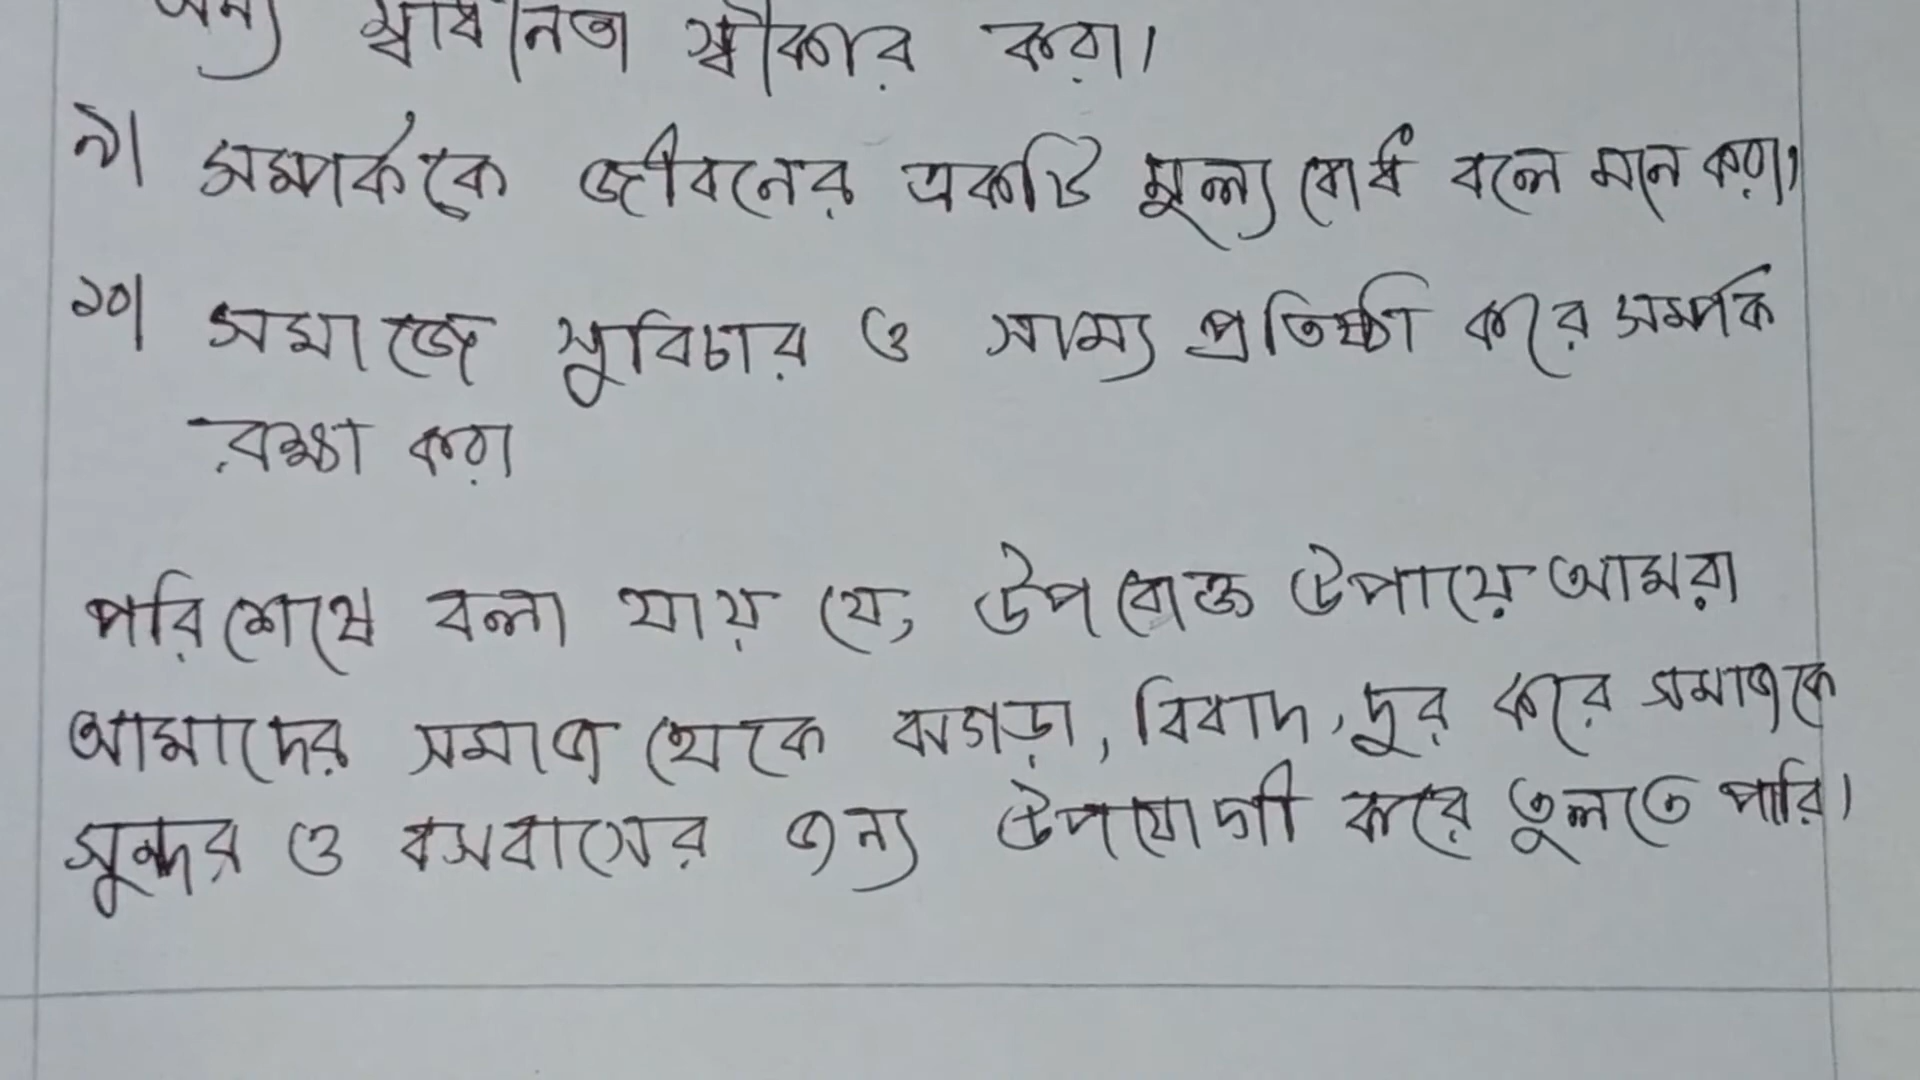 জন্য স্বাধীনতা স্বীকার করা।
৯। সম্পর্ককে জীবনের একটি মূল্যবোধ বলে মনে করা।
১০। সমাজে সুবিচার ও সাম্য প্রতিষ্ঠা করে সম্পর্ক
রক্ষা করা
পরিশেষে বলা যায় যে, উপরোক্ত উপায়ে আমরা
আমাদের সমাজ থেকে ঝগড়া, বিবাদ, দুর করে সমাজকে
সুন্দর ও বসবাসের জন্য উপযোগী করে তুলতে পারি।